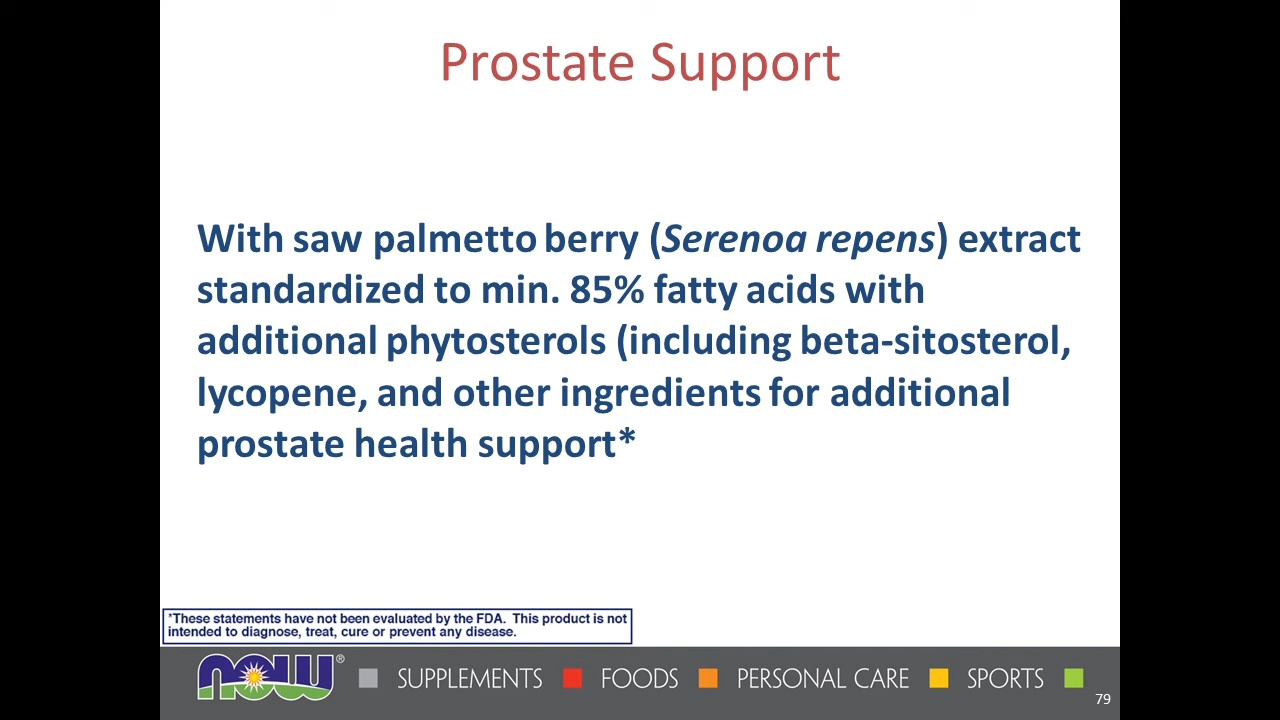 Prostate Support
With saw palmetto berry (Serenoa repens) extract
standardized to min. 85% fatty acids with
additional phytosterols (including beta-sitosterol,
lycopene, and other ingredients for additional
prostate health support*
*These statements have not been evaluated by the FDA. This product is not
intended to diagnose, treat, cure or prevent any disease.
now® SUPPLEMENTS FOODS PERSONAL CARE SPORTS
79